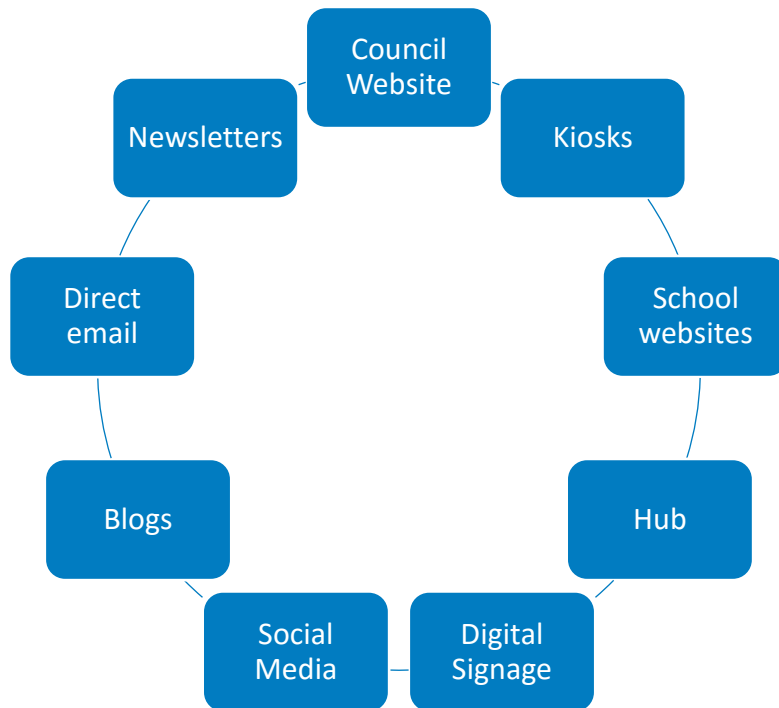 Council
Website
Kiosks
School
websites
Hub
Digital
Signage
Social
Media
Blogs
Direct
email
Newsletters